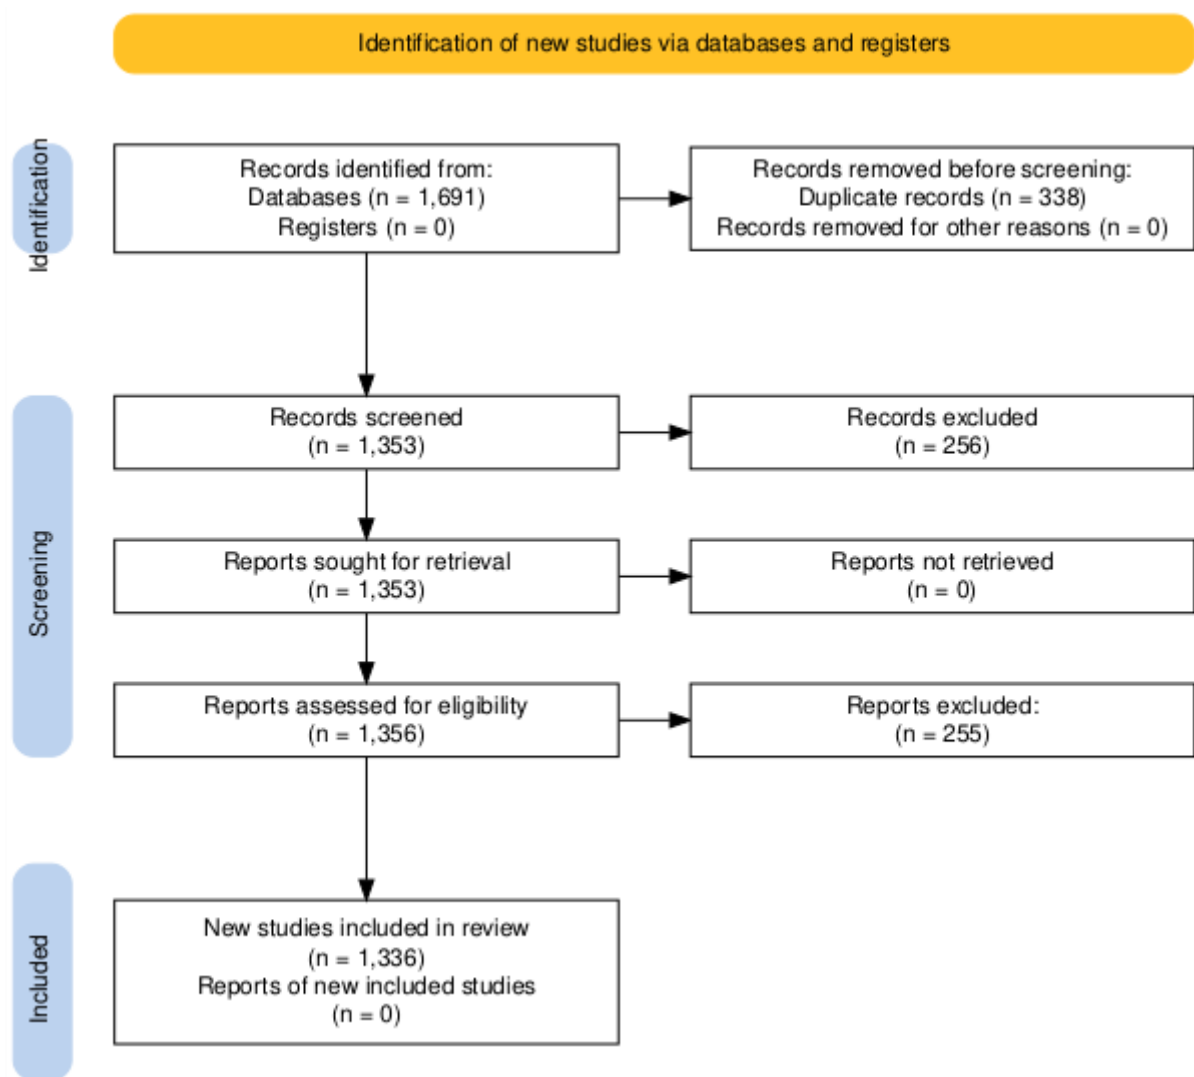 Identification of new studies via databases and registers
Identification
Records identified from:
Databases (n = 1,691)
Registers (n = 0)
Records removed before screening:
Duplicate records (n = 338)
Records removed for other reasons (n = 0)
Screening
Records screened
(n = 1,353)
Records excluded
(n = 256)
Reports sought for retrieval
(n = 1,353)
Reports not retrieved
(n = 0)
Reports assessed for eligibility
(n = 1,356)
Reports excluded:
(n = 255)
Included
New studies included in review
(n = 1,336)
Reports of new included studies
(n = 0)